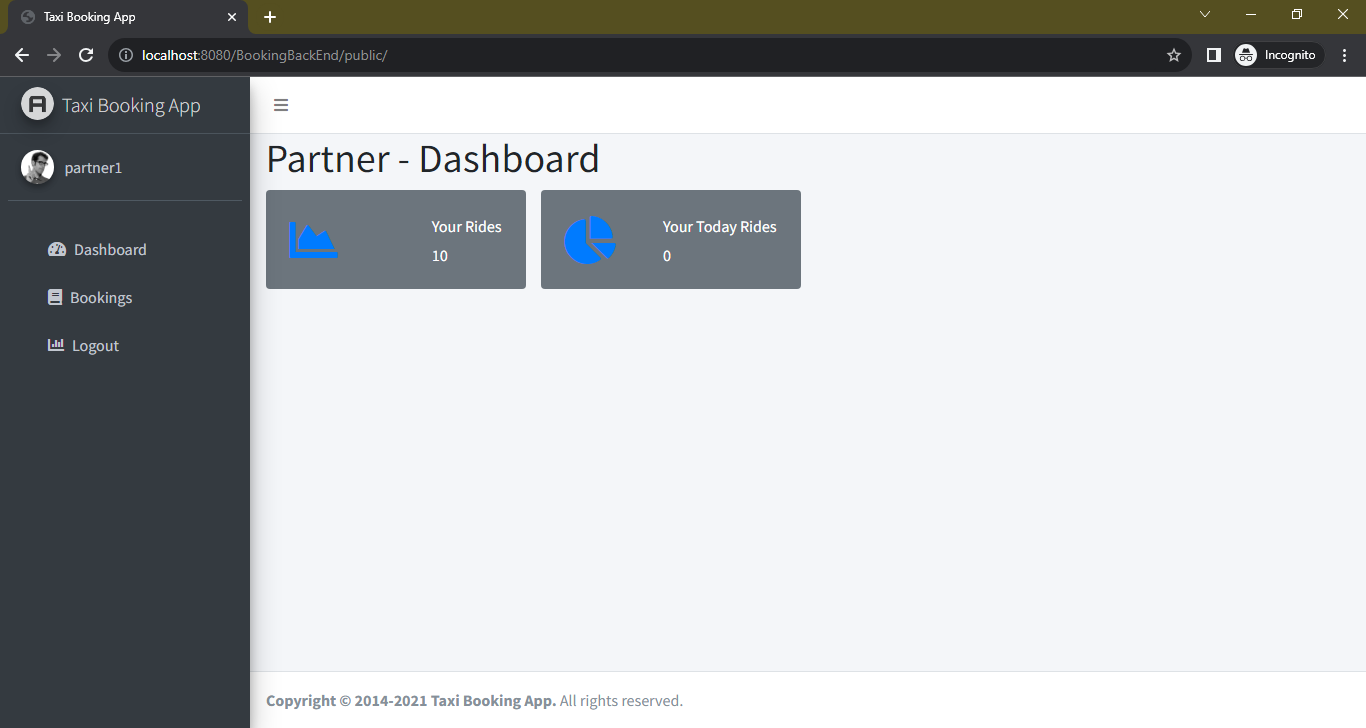 Taxi Booking App
localhost:8080/BookingBackEnd/public/
Incognito
Taxi Booking App
partner1
Dashboard
Bookings
Logout
Partner - Dashboard
Your Rides
10
Your Today Rides
0
Copyright © 2014-2021 Taxi Booking App. All rights reserved.